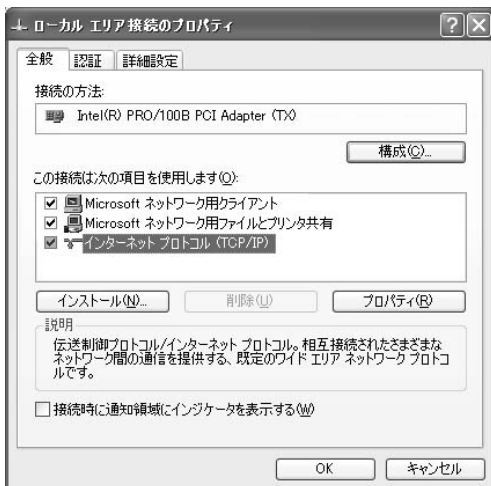 ローカル エリア接続のプロパティ
全般 認証 詳細設定
接続の方法:
Intel(R) PRO/100B PCI Adapter (TX)
構成(C)...
この接続は次の項目を使用します(O):
Microsoft ネットワーク用クライアント
Microsoft ネットワーク用ファイルとプリンタ共有
インターネット プロトコル (TCP/IP)
インストール(N)... 削除(U) プロパティ(R)
説明
伝送制御プロトコル/インターネット プロトコル。相互接続されたさまざまな
ネットワーク間の通信を提供する、既定のワイド エリア ネットワーク プロトコ
ルです。
接続時に通知領域にインジケータを表示する(W)
OK キャンセル